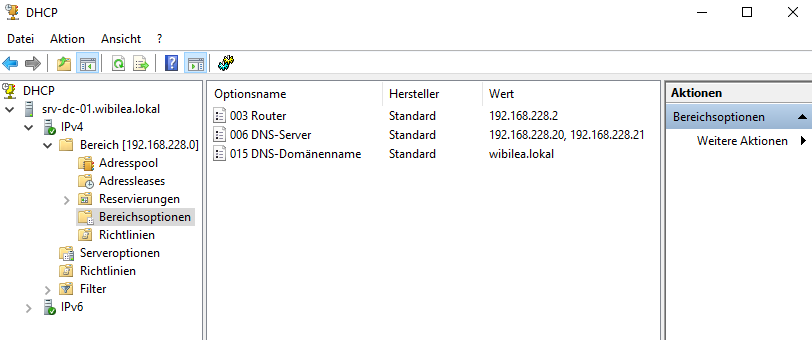 DHCP
Datei Aktion Ansicht ?
DHCP
srv-dc-01.wibilea.lokal
IPv4
Bereich [192.168.228.0]
Adresspool
Adressleases
Reservierungen
Bereichsoptionen
Richtlinien
Serveroptionen
Richtlinien
Filter
IPv6
Optionsname Hersteller Wert
003 Router Standard 192.168.228.2
006 DNS-Server Standard 192.168.228.20, 192.168.228.21
015 DNS-Domänenname Standard wibilea.lokal
Aktionen
Bereichsoptionen
Weitere Aktionen